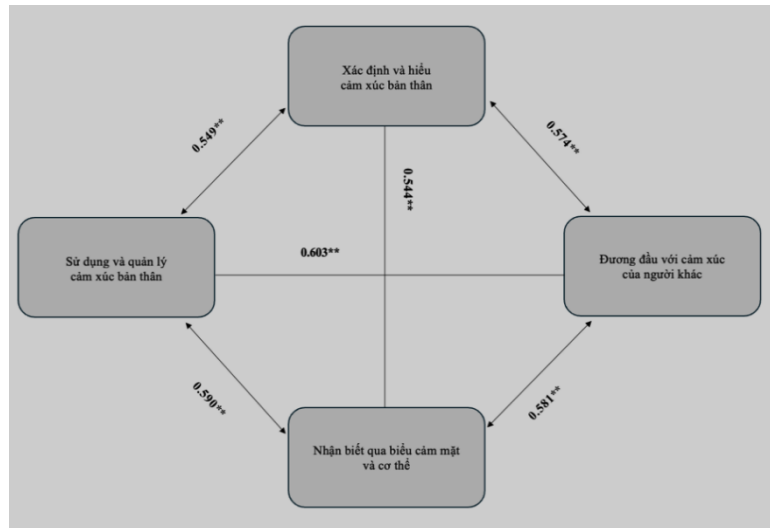 Xác định và hiểu
cảm xúc bản thân
0.549**
0.574**
0.544**
Sử dụng và quản lý
cảm xúc bản thân
0.603**
Đương đầu với cảm xúc
của người khác
0.590**
0.581**
Nhận biết qua biểu cảm mặt
và cơ thể